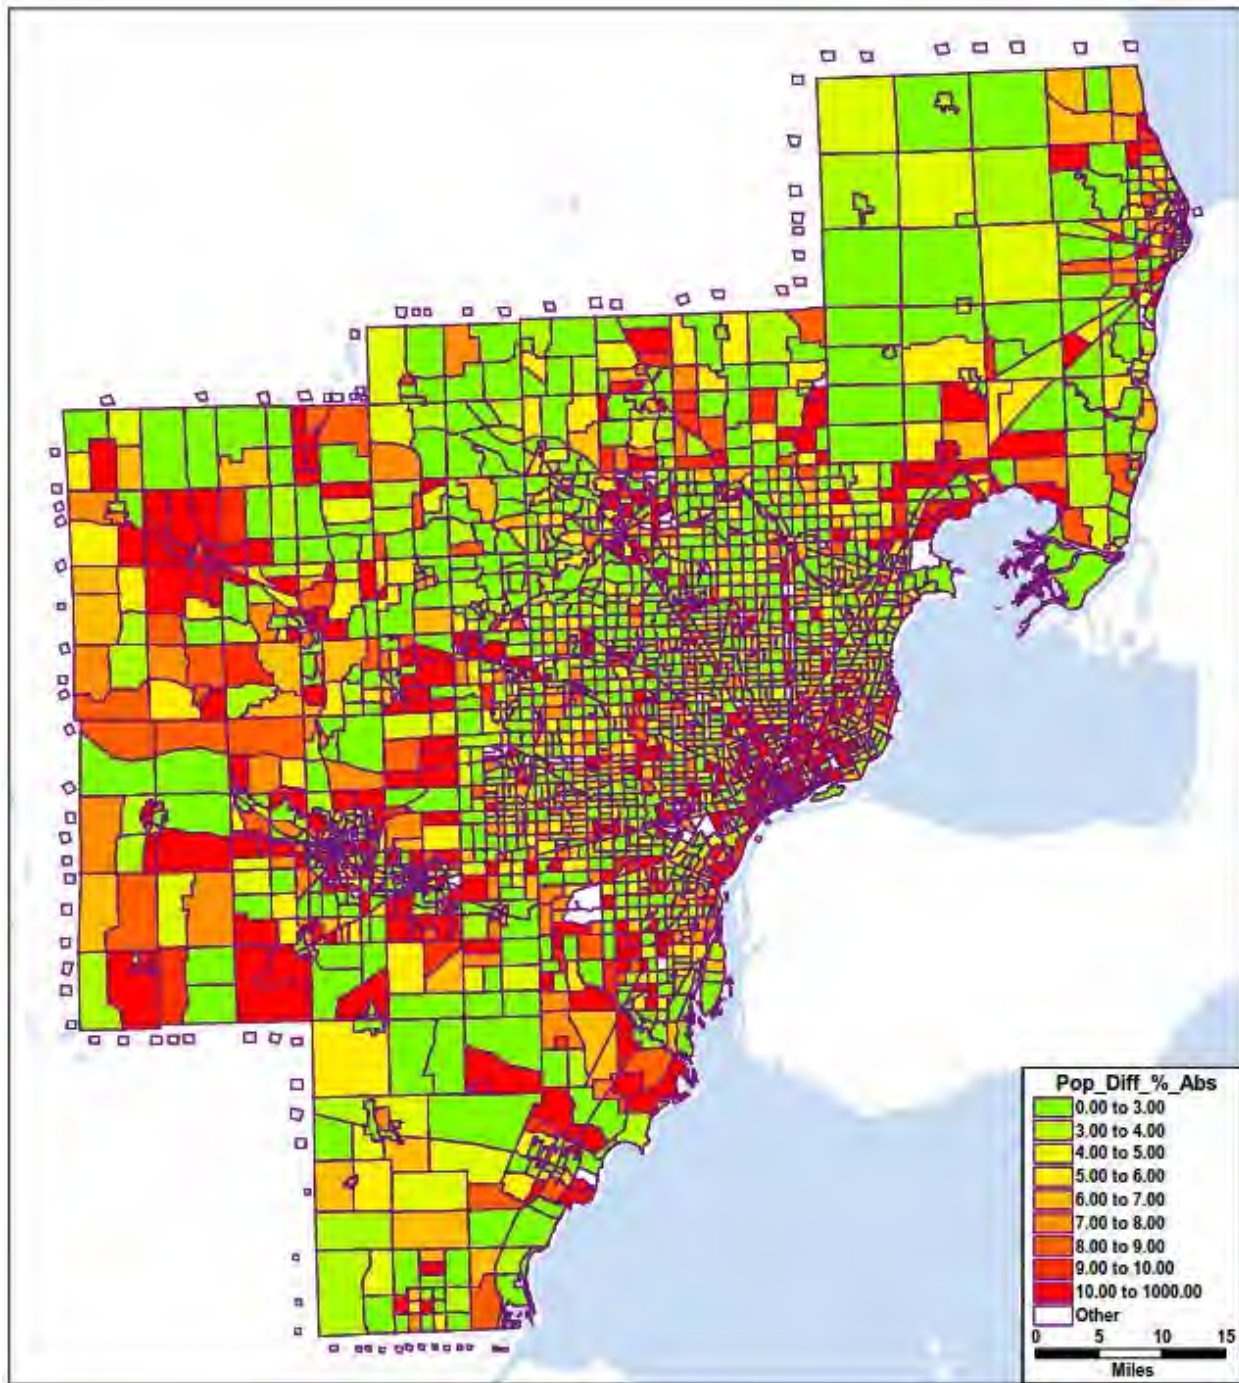 Pop_Diff_%_Abs
0.00 to 3.00
3.00 to 4.00
4.00 to 5.00
5.00 to 6.00
6.00 to 7.00
7.00 to 8.00
8.00 to 9.00
9.00 to 10.00
10.00 to 1000.00
Other
0 5 10 15
Miles